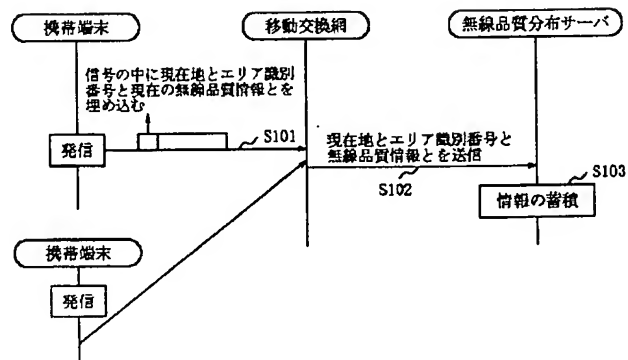 携帯端末
移動交換網
無線品質分布サーバ
信号の中に現在地とエリア識別
番号と現在の無線品質情報とを
埋め込む
発信
S101
現在地とエリア識別番号と
無線品質情報とを送信
S102
S103
情報の蓄積
携帯端末
発信